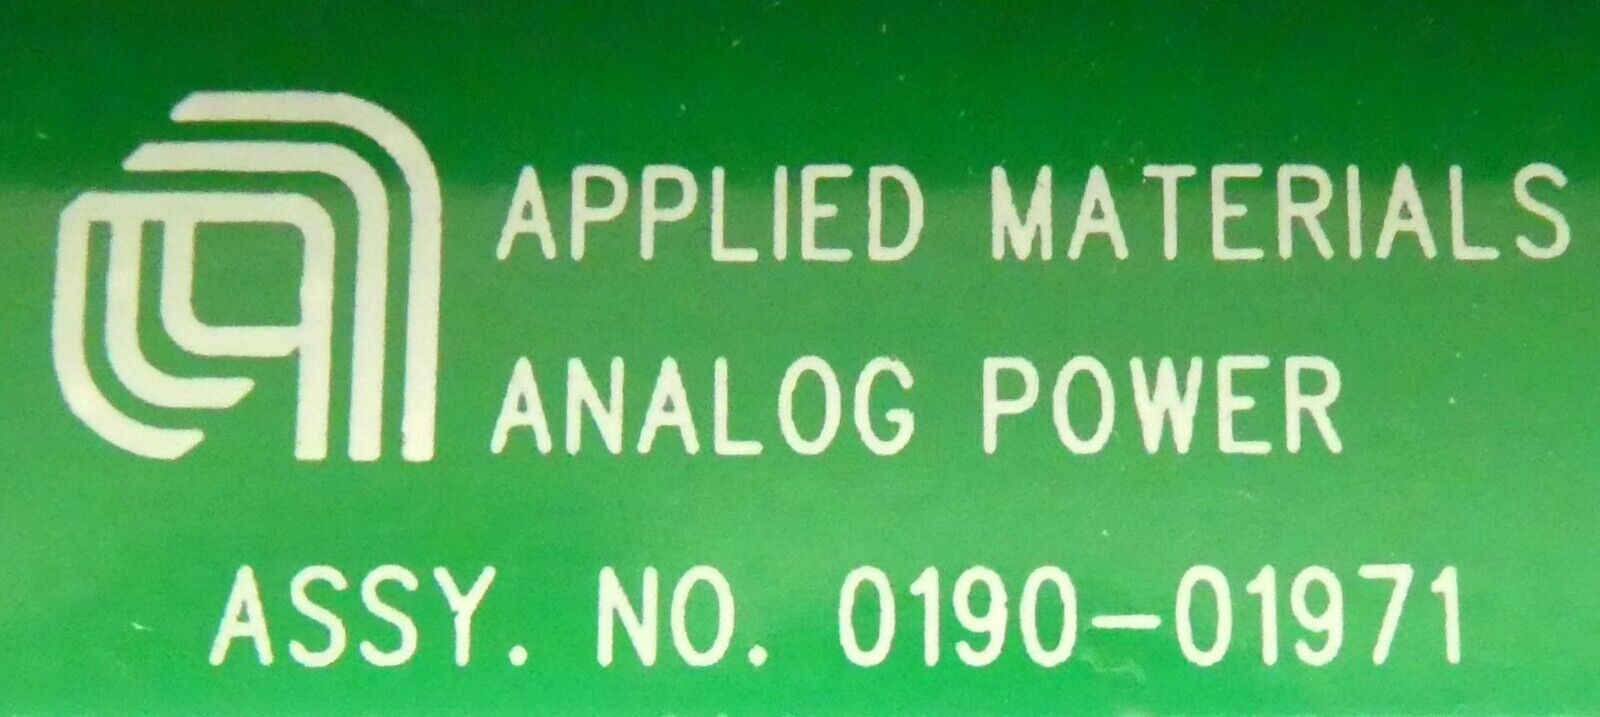 APPLIED MATERIALS
ANALOG POWER
ASSY. NO. 0190-01971